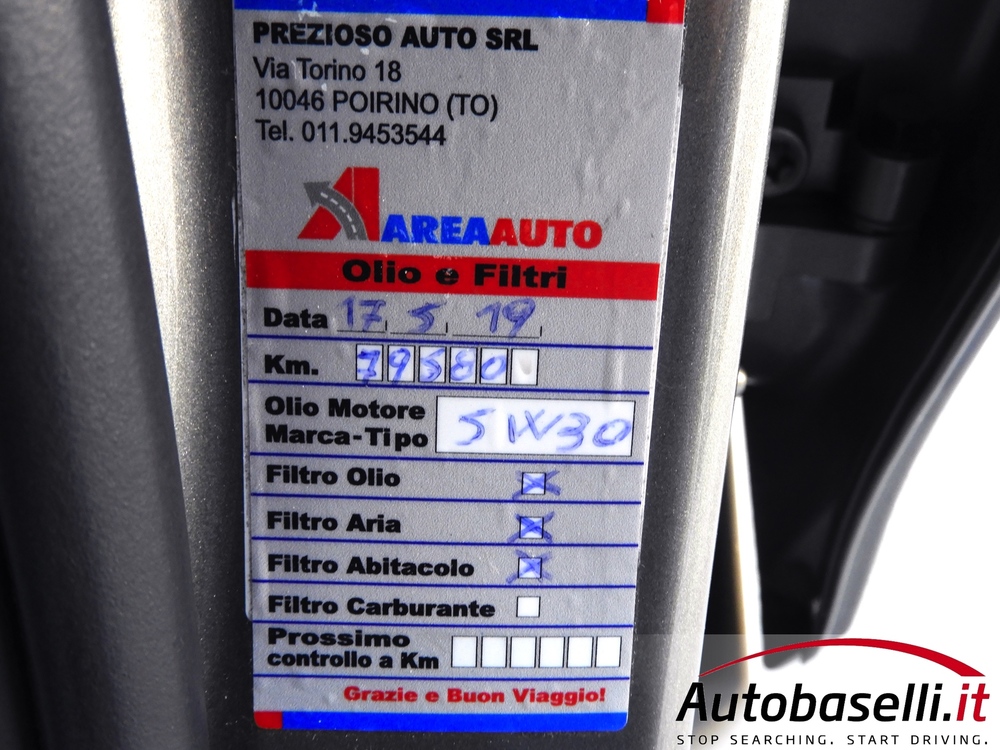 PREZIOSO AUTO SRL
Via Torino 18
10046 POIRINO (TO)
Tel. 011.9453544
AREAAUTO
Olio e Filtri
Data 17 5 19
Km. 79580
Olio Motore
Marca-Tipo 5W30
Filtro Olio
Filtro Aria
Filtro Abitacolo
Filtro Carburante
Prossimo
controllo a Km
Grazie e Buon Viaggio!
Autobaselli.it
STOP SEARCHING. START DRIVING.